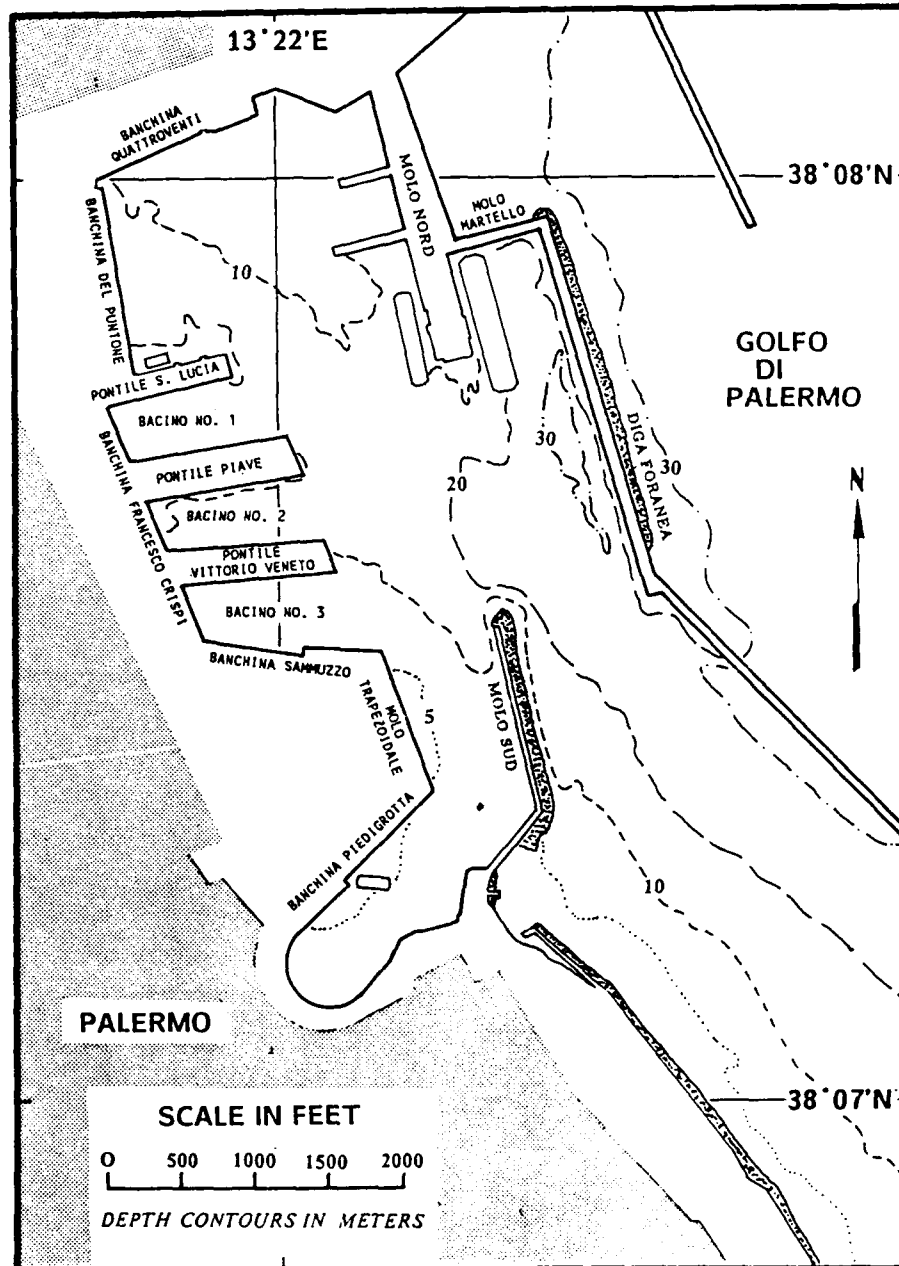 13°22'E
BANCHINA
QUATTROVENTI
38°08'N
MOLO NORD
MOLO
MARTELLO
BANCHINA DEL PUNTONE
10
GOLFO
DI
PALERMO
PONTILE S. LUCIA
BACINO NO. 1
DIGA FORANEA
30
30
PONTILE PIAVE
20
N
BANCHINA FRANCESCO CRISPI
BACINO NO. 2
PONTILE
VITTORIO VENETO
BACINO NO. 3
BANCHINA SAMMUZZO
MOLO
TRAPEZOIDALE
5
MOLO SUD
BANCHINA PIEDIGROTTA
10
PALERMO
38°07'N
SCALE IN FEET
0 500 1000 1500 2000
DEPTH CONTOURS IN METERS